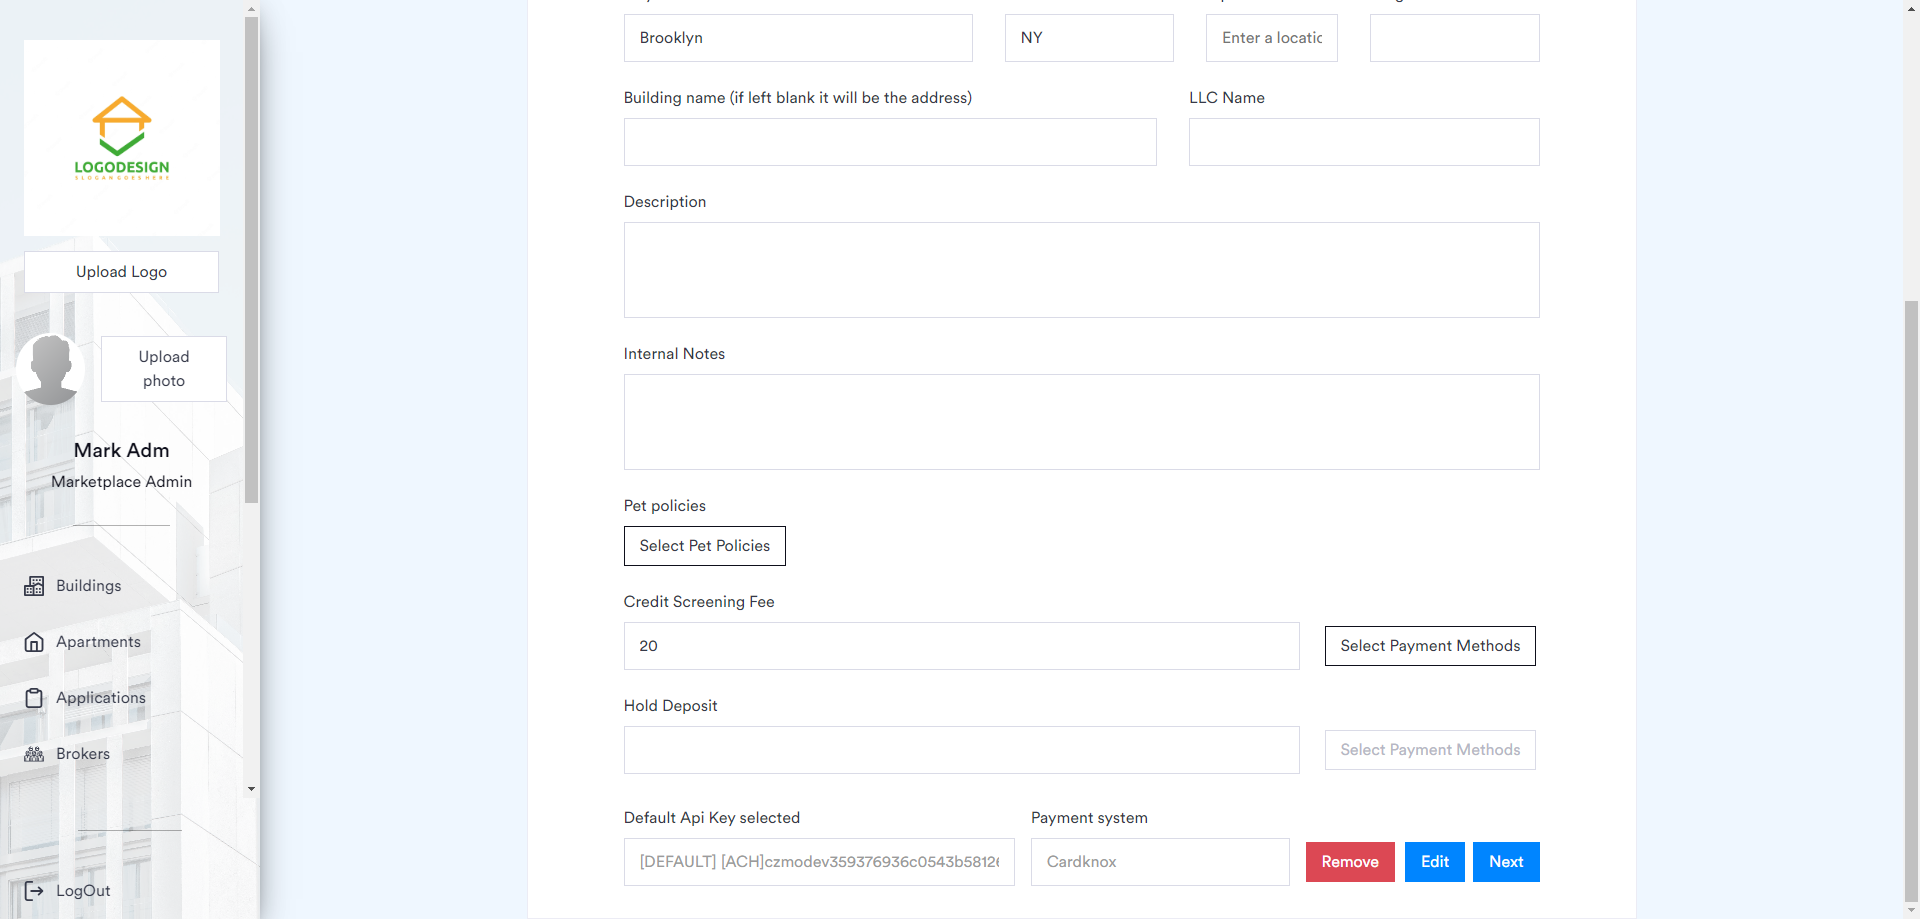 LOGODESIGN
SLOGANGOESHERE
Upload Logo
Upload
photo
Mark Adm
Marketplace Admin
Buildings
Apartments
Applications
Brokers
LogOut
Brooklyn
NY
Enter a locatic
Building name (if left blank it will be the address)
LLC Name
Description
Internal Notes
Pet policies
Select Pet Policies
Credit Screening Fee
20
Select Payment Methods
Hold Deposit
Select Payment Methods
Default Api Key selected
Payment system
[DEFAULT] [ACH]czmodev359376936c0543b5812
Cardknox
Remove
Edit
Next